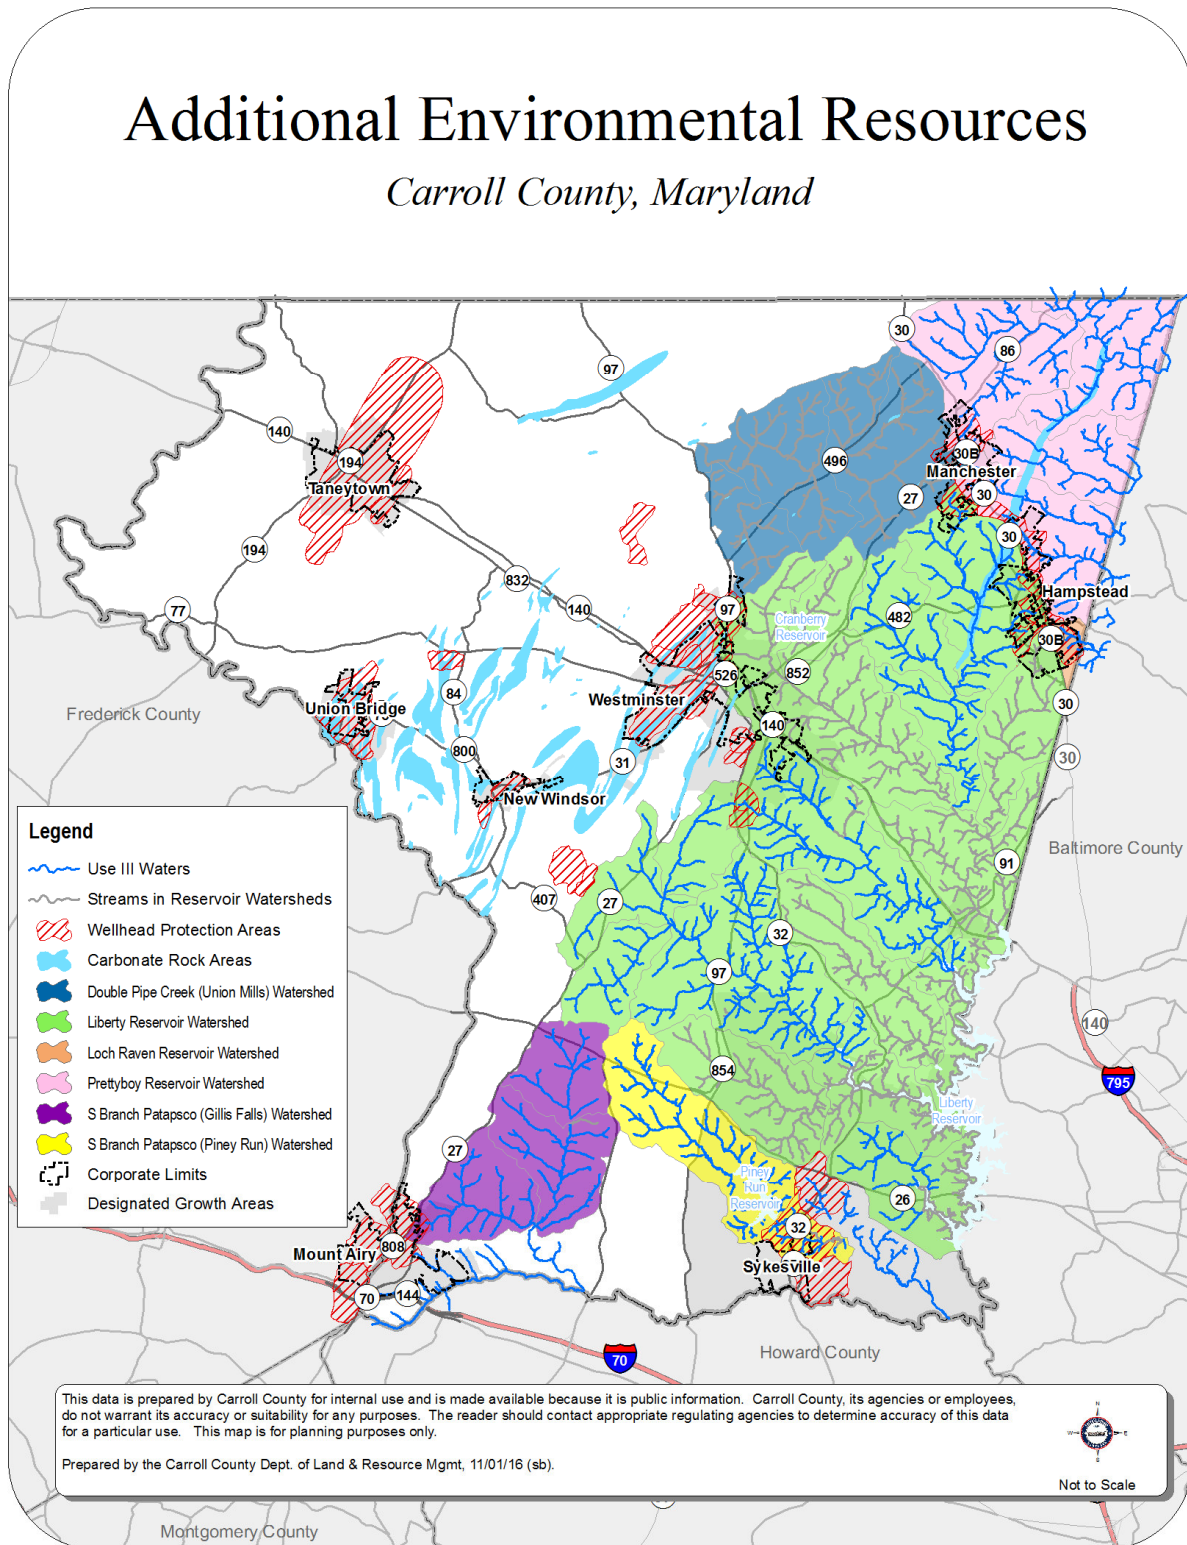 Additional Environmental Resources
Carroll County, Maryland
30
86
97
140
194
Taneytown
496
30B
Manchester
27
30
30
194
832
140
77
97
Cranberry
Reservoir
482
Hampstead
30B
526
852
84
Westminster
Union Bridge
Frederick County
30
140
30
800
31
New Windsor
Baltimore County
91
407
27
32
97
140
854
795
Liberty
Reservoir
27
Piney
Run
Reservoir
26
32
808
Mount Airy
Sykesville
70
144
Howard County
70
Legend
Use III Waters
Streams in Reservoir Watersheds
Wellhead Protection Areas
Carbonate Rock Areas
Double Pipe Creek (Union Mills) Watershed
Liberty Reservoir Watershed
Loch Raven Reservoir Watershed
Prettyboy Reservoir Watershed
S Branch Patapsco (Gillis Falls) Watershed
S Branch Patapsco (Piney Run) Watershed
Corporate Limits
Designated Growth Areas
This data is prepared by Carroll County for internal use and is made available because it is public information. Carroll County, its agencies or employees,
do not warrant its accuracy or suitability for any purposes. The reader should contact appropriate regulating agencies to determine accuracy of this data
for a particular use. This map is for planning purposes only.
Prepared by the Carroll County Dept. of Land & Resource Mgmt, 11/01/16 (sb).
N
W
E
S
Not to Scale
Montgomery County